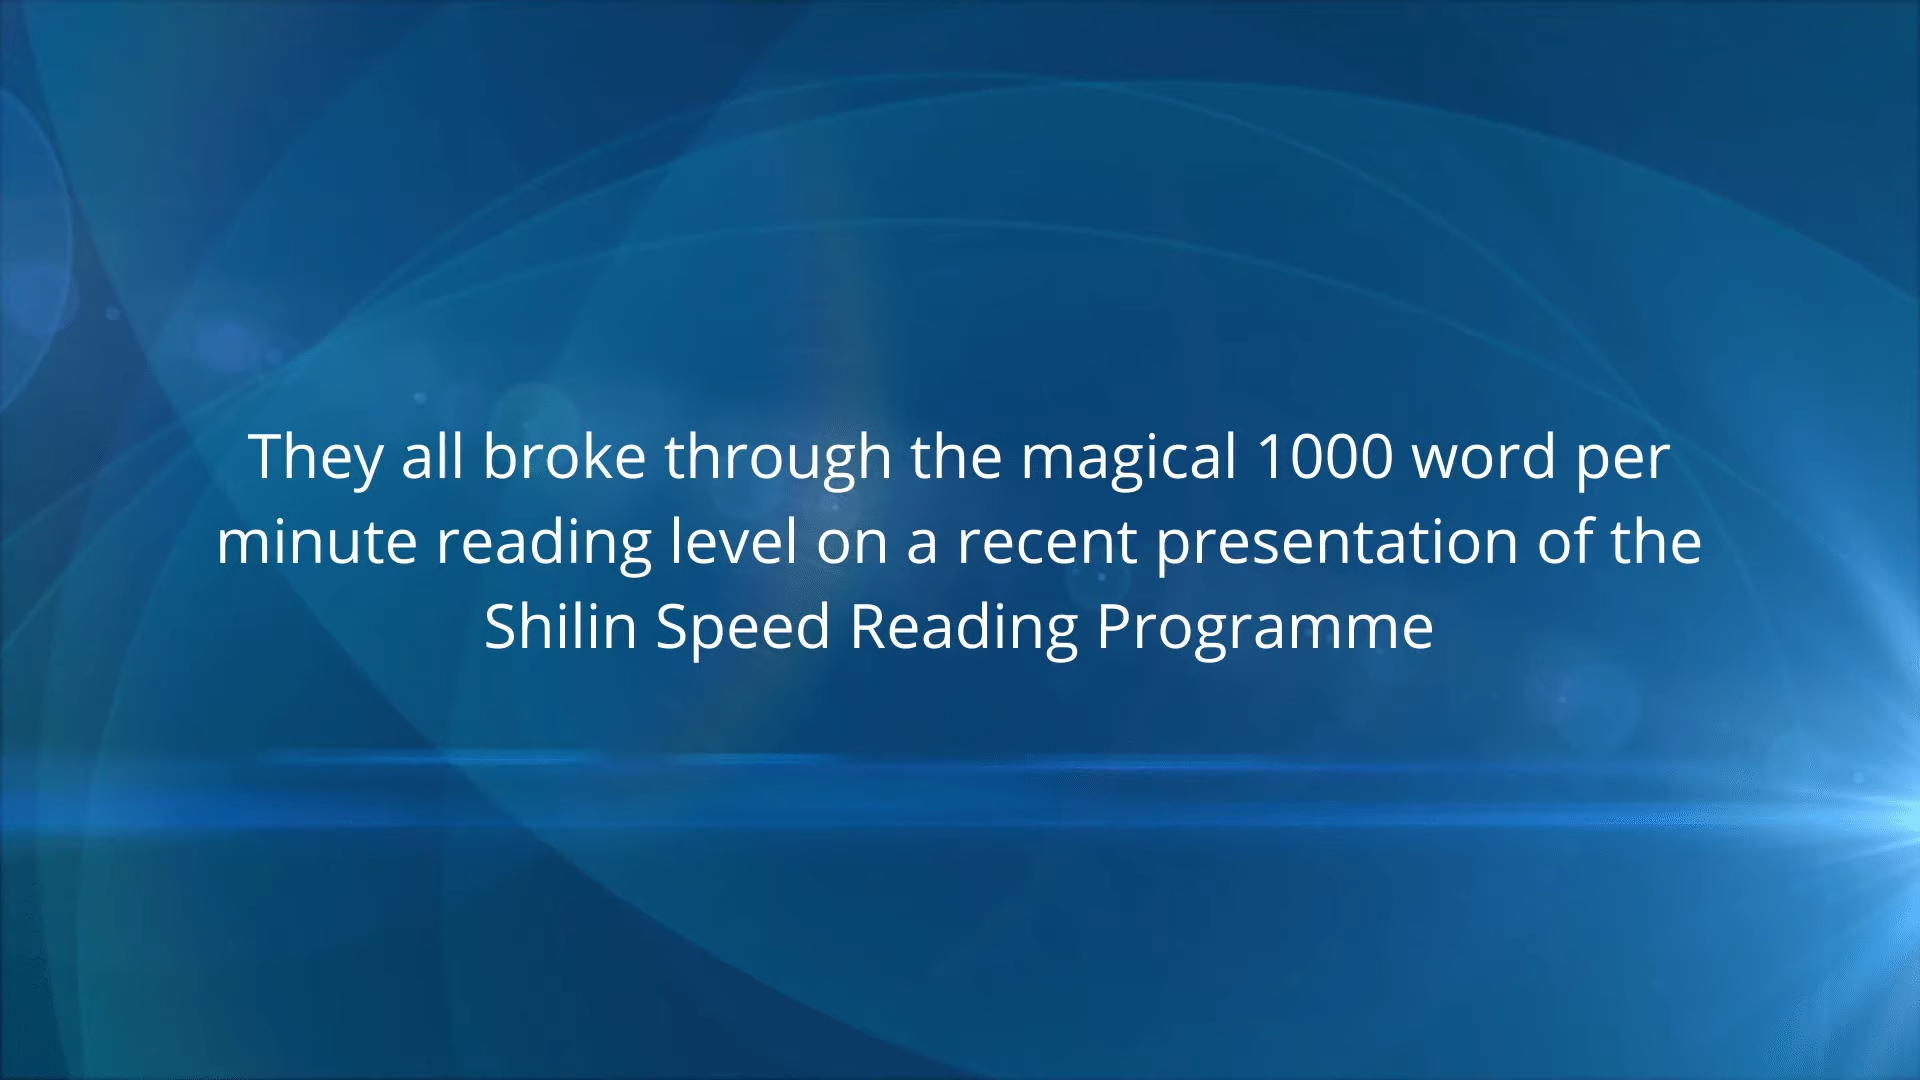 They all broke through the magical 1000 word per
minute reading level on a recent presentation of the
Shilin Speed Reading Programme